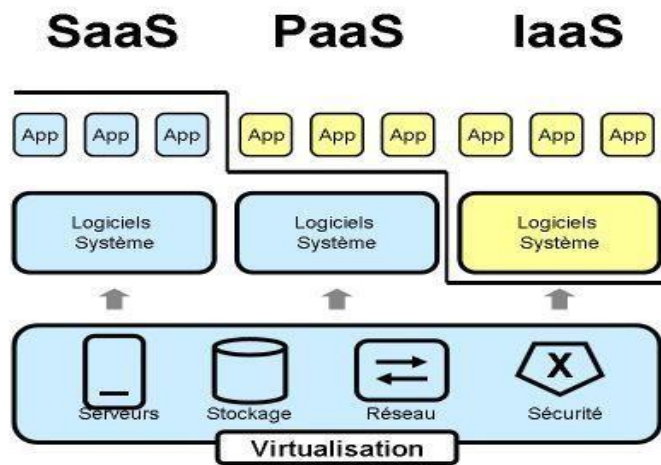 SaaS PaaS IaaS
App App App App App App App App App
Logiciels Système
Logiciels Système
Logiciels Système
Serveurs Stockage Réseau X Sécurité
Virtualisation